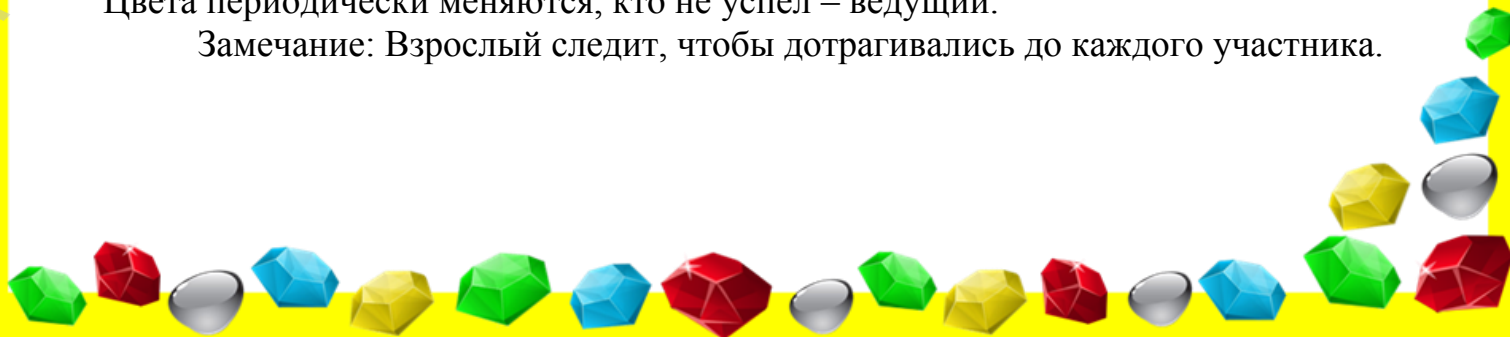 Цвета периодически меняются, кто не успел – ведущий.
Замечание: Взрослый следит, чтобы дотрагивались до каждого участника.